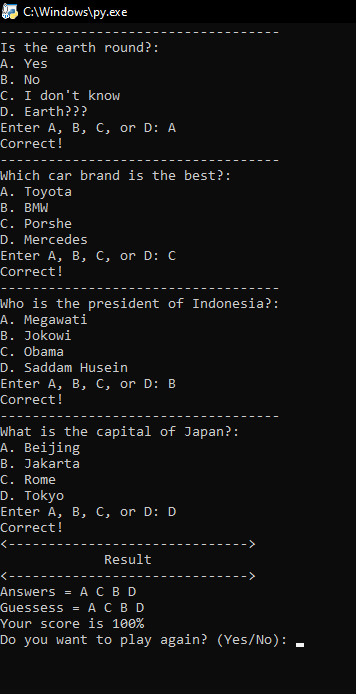 C:\Windows\py.exe
-----------------------------------
Is the earth round?:
A. Yes
B. No
C. I don't know
D. Earth???
Enter A, B, C, or D: A
Correct!
-----------------------------------
Which car brand is the best?:
A. Toyota
B. BMW
C. Porshe
D. Mercedes
Enter A, B, C, or D: C
Correct!
-----------------------------------
Who is the president of Indonesia?:
A. Megawati
B. Jokowi
C. Obama
D. Saddam Husein
Enter A, B, C, or D: B
Correct!
-----------------------------------
What is the capital of Japan?:
A. Beijing
B. Jakarta
C. Rome
D. Tokyo
Enter A, B, C, or D: D
Correct!
<------------------------------>
Result
<------------------------------>
Answers = A C B D
Guessess = A C B D
Your score is 100%
Do you want to play again? (Yes/No):